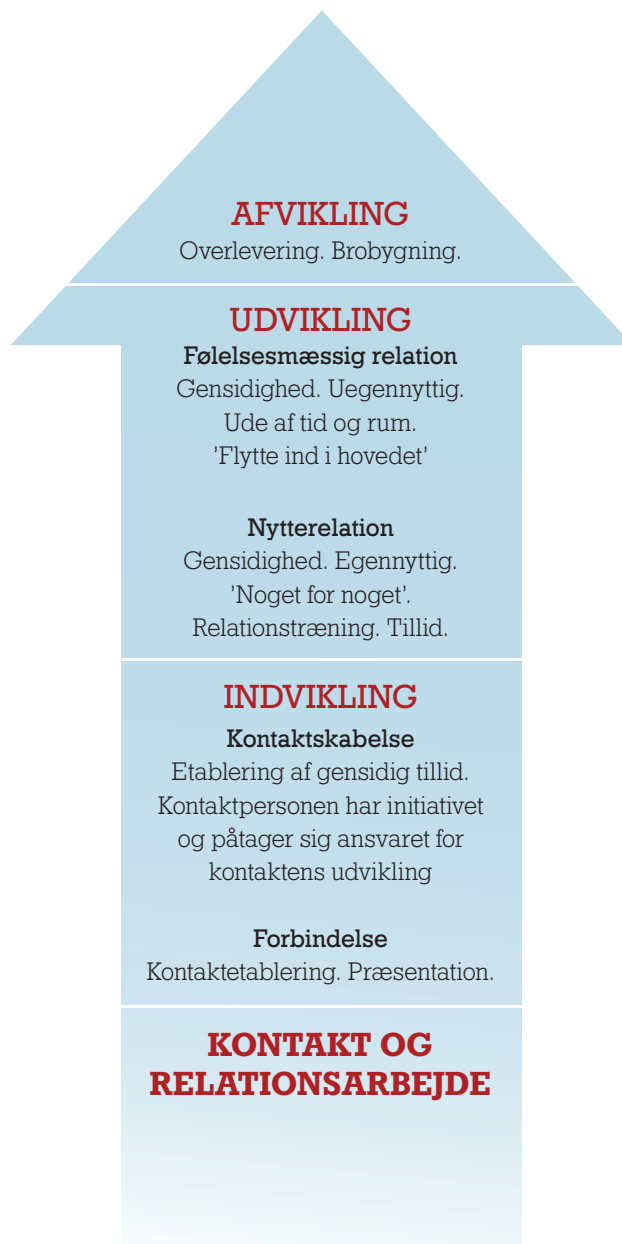 AFVIKLING
Overlevering. Brobygning.
UDVIKLING
Følelsesmæssig relation
Gensidighed. Uegennyttig.
Ude af tid og rum.
'Flytte ind i hovedet'
Nytterelation
Gensidighed. Egennyttig.
'Noget for noget'.
Relationstræning. Tillid.
INDVIKLING
Kontaktskabelse
Etablering af gensidig tillid.
Kontaktpersonen har initiativet
og påtager sig ansvaret for
kontaktens udvikling
Forbindelse
Kontaktetablering. Præsentation.
KONTAKT OG
RELATIONSARBEJDE